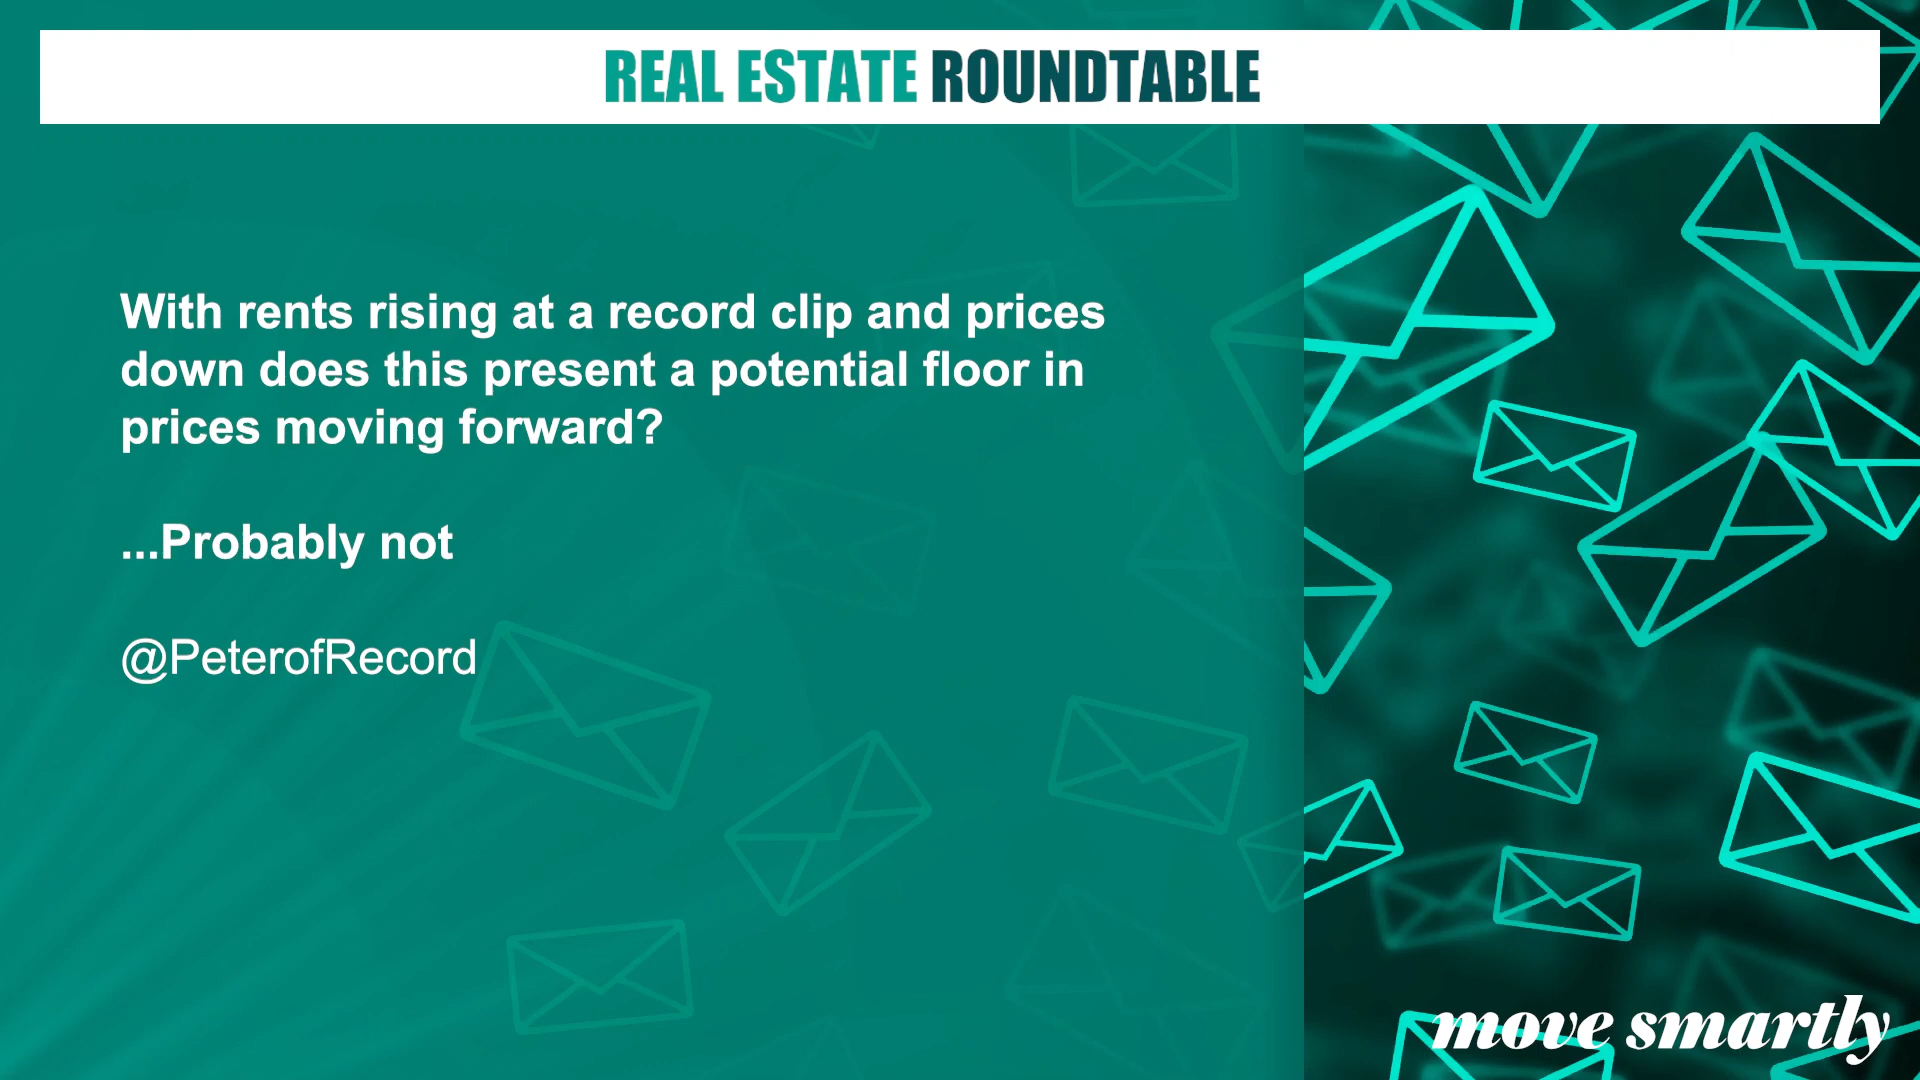 REAL ESTATE ROUNDTABLE
With rents rising at a record clip and prices
down does this present a potential floor in
prices moving forward?
...Probably not
@PeterofRecord
move smartly